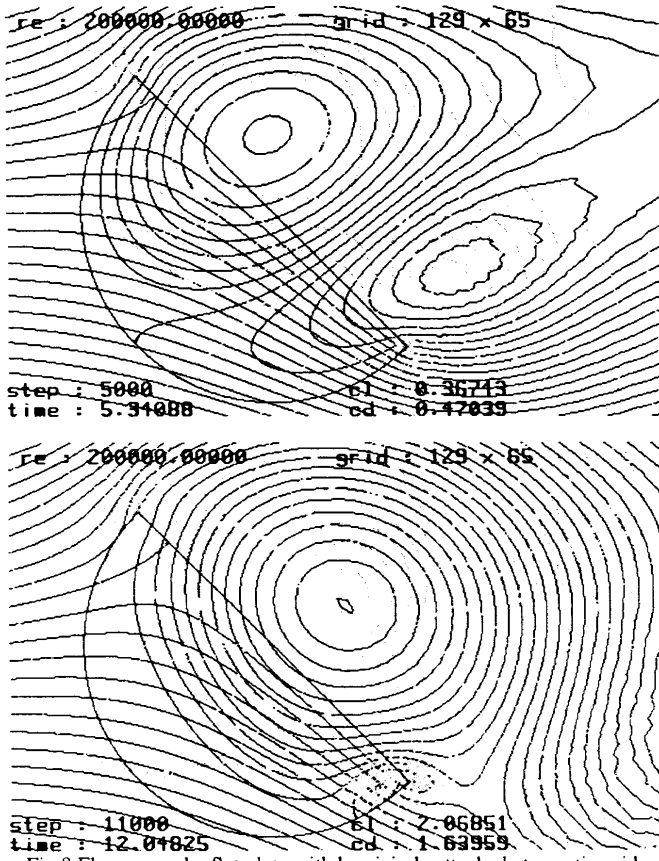 re : 200000.00000 grid : 129 x 65
step : 5000 cl : 0.36713
time : 5.34088 cd : 0.47039
re : 200000.00000 grid : 129 x 65
step : 11000 cl : 2.06851
time : 12.04825 cd : 1.63959